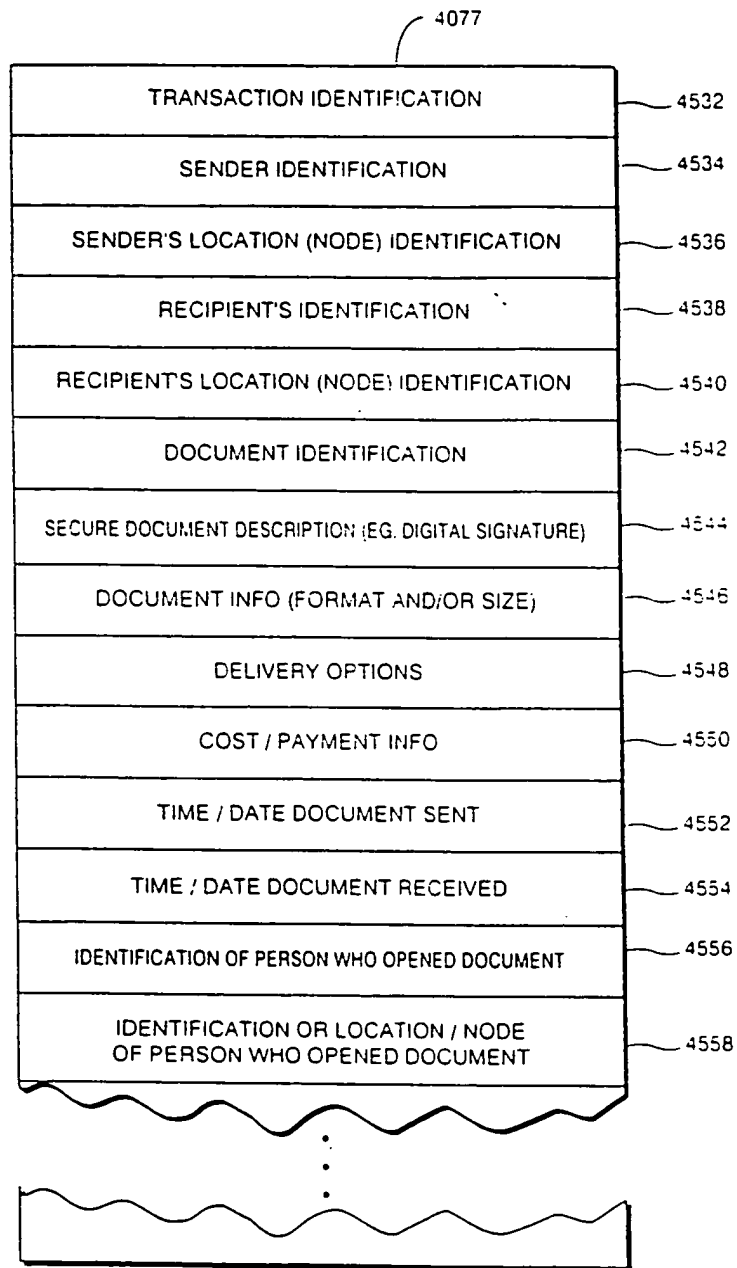 4077
TRANSACTION IDENTIFICATION 4532
SENDER IDENTIFICATION 4534
SENDER'S LOCATION (NODE) IDENTIFICATION 4536
RECIPIENT'S IDENTIFICATION 4538
RECIPIENT'S LOCATION (NODE) IDENTIFICATION 4540
DOCUMENT IDENTIFICATION 4542
SECURE DOCUMENT DESCRIPTION (EG. DIGITAL SIGNATURE) 4544
DOCUMENT INFO (FORMAT AND/OR SIZE) 4546
DELIVERY OPTIONS 4548
COST / PAYMENT INFO 4550
TIME / DATE DOCUMENT SENT 4552
TIME / DATE DOCUMENT RECEIVED 4554
IDENTIFICATION OF PERSON WHO OPENED DOCUMENT 4556
IDENTIFICATION OR LOCATION / NODE
OF PERSON WHO OPENED DOCUMENT 4558